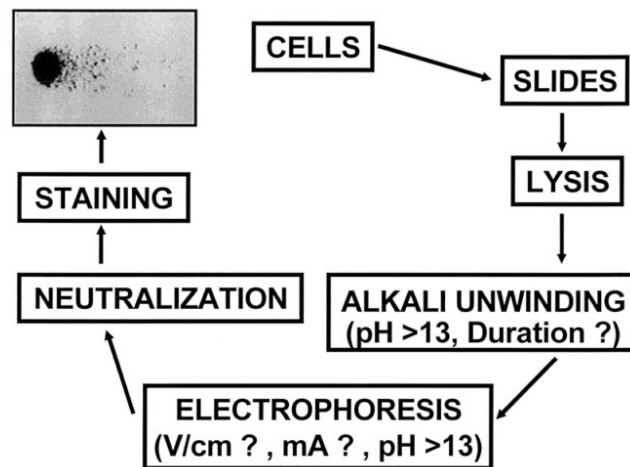 CELLS
SLIDES
LYSIS
ALKALI UNWINDING
(pH >13, Duration ?)
ELECTROPHORESIS
(V/cm ? , mA ? , pH >13)
NEUTRALIZATION
STAINING